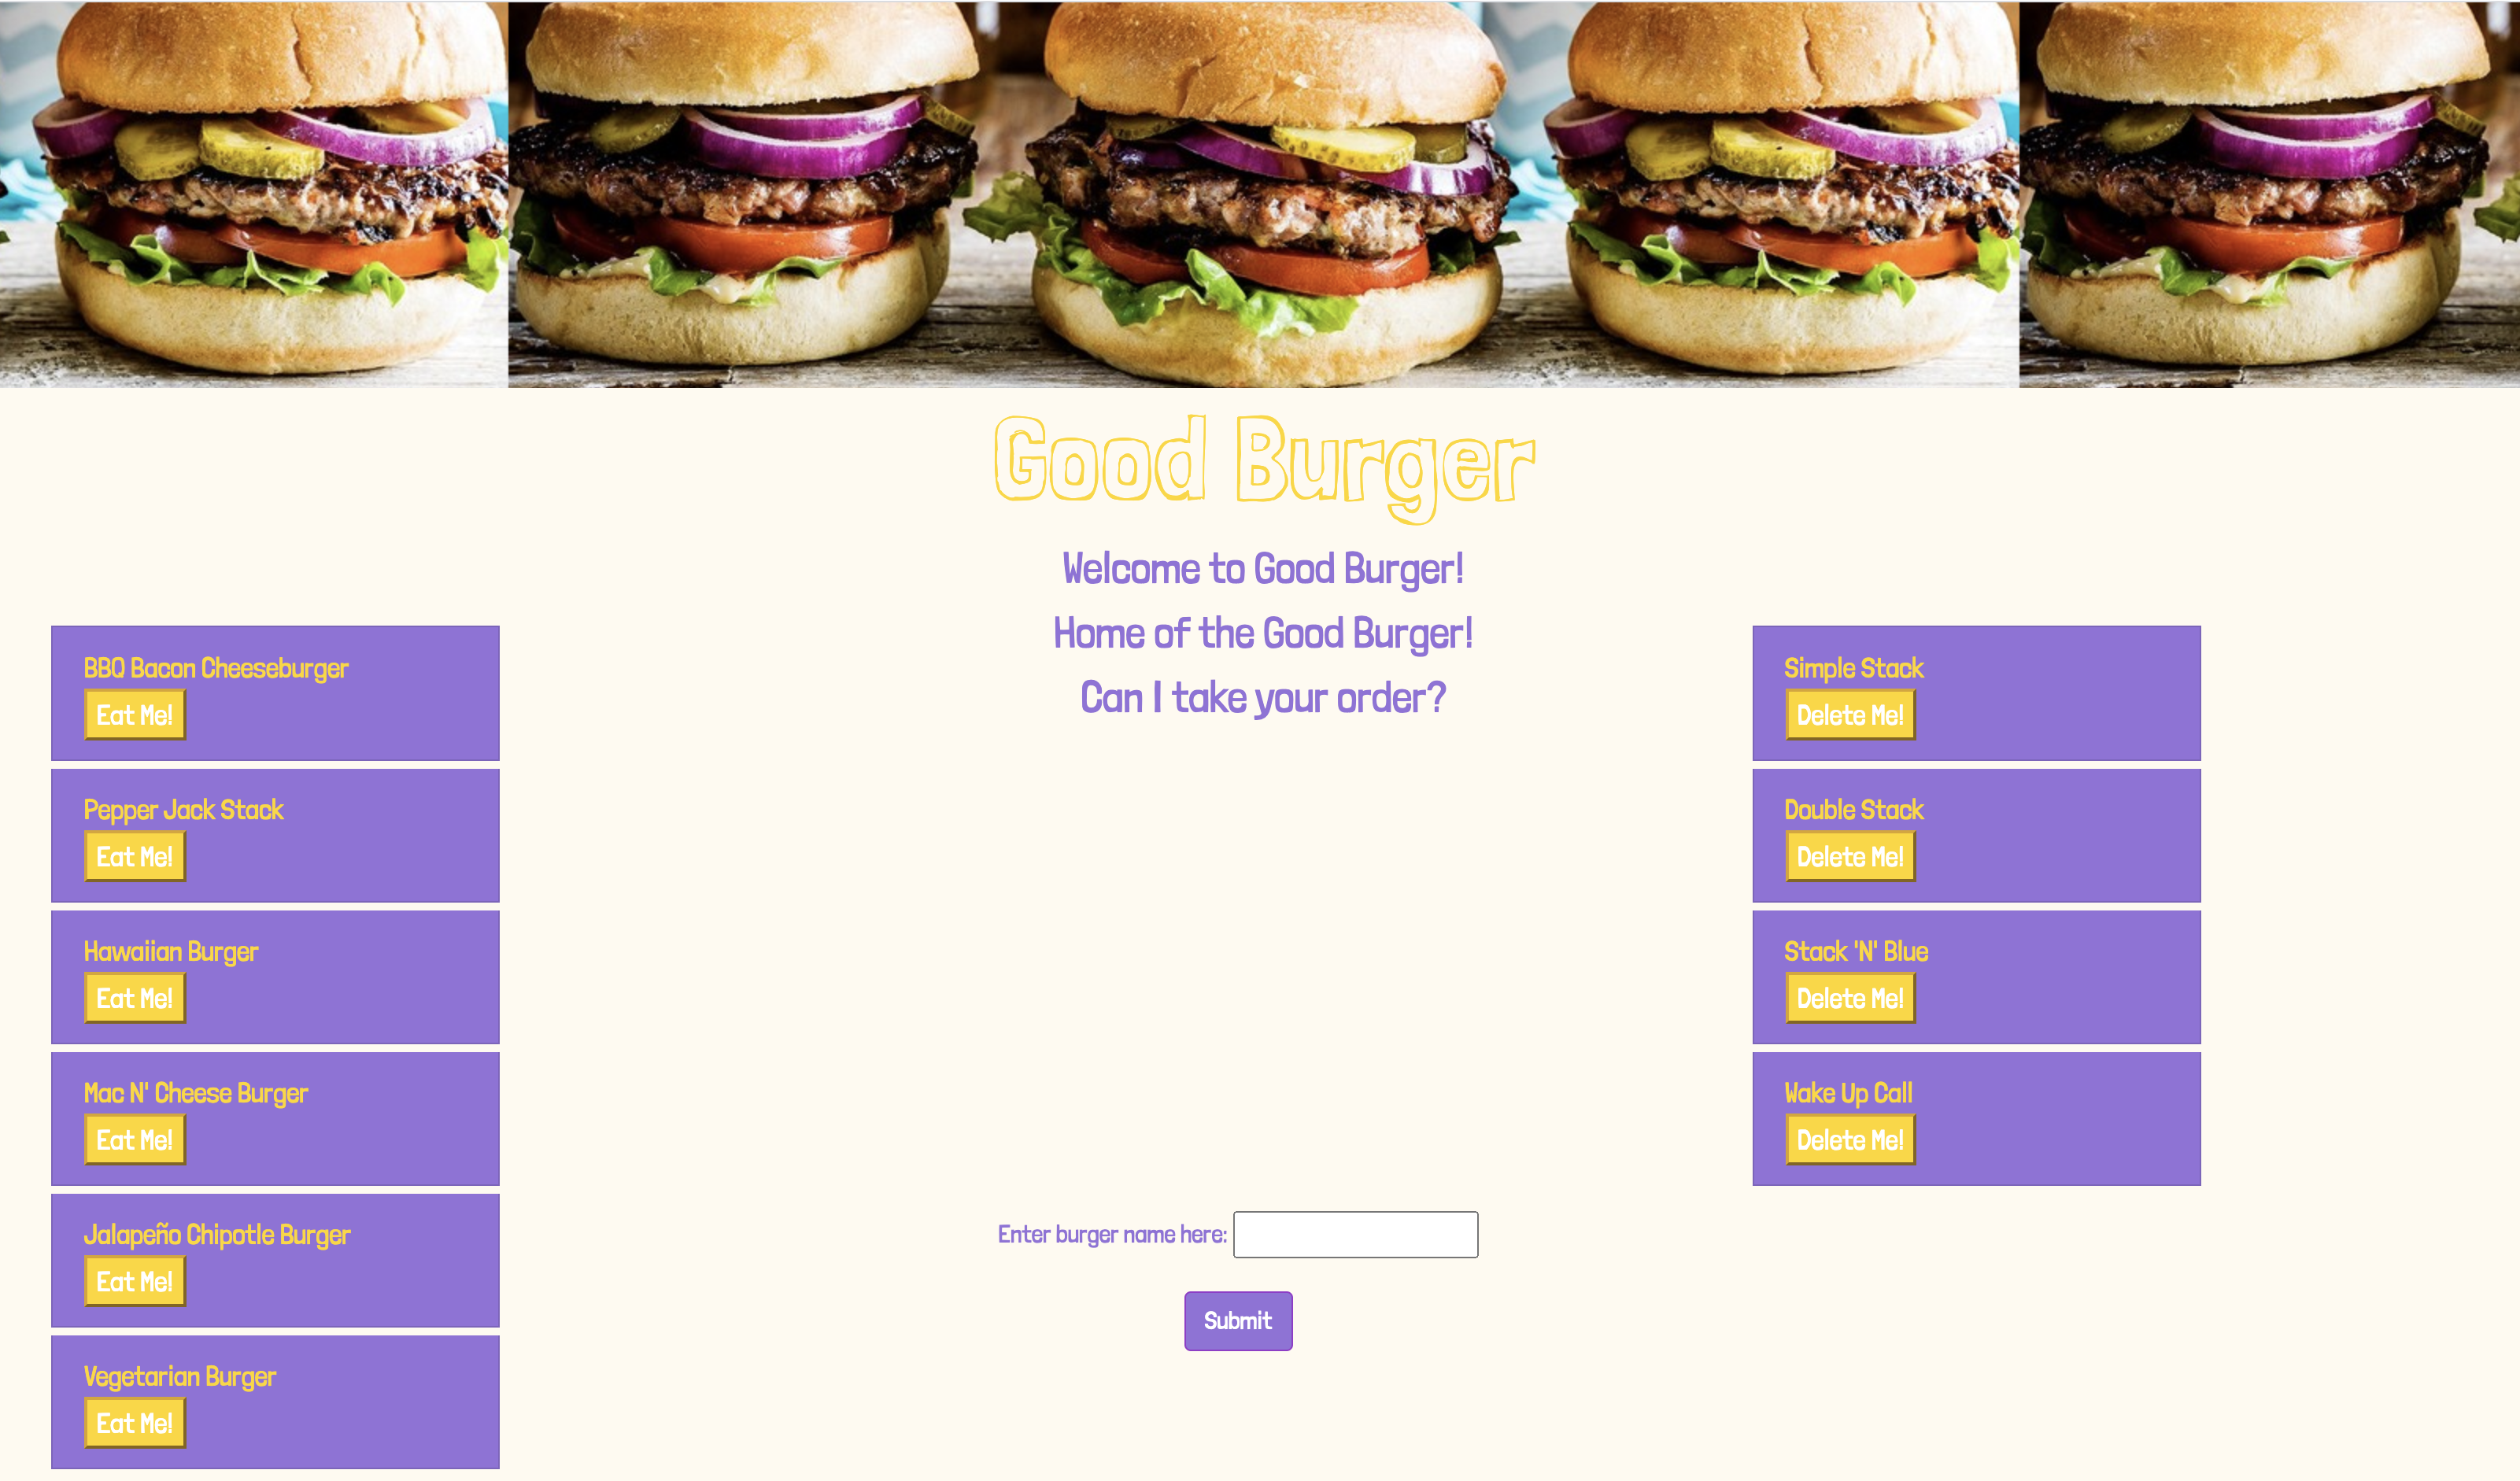 Good Burger
Welcome to Good Burger!
Home of the Good Burger!
Can I take your order?
BBQ Bacon Cheeseburger
Eat Me!
Pepper Jack Stack
Eat Me!
Hawaiian Burger
Eat Me!
Mac N' Cheese Burger
Eat Me!
Jalapeño Chipotle Burger
Eat Me!
Vegetarian Burger
Eat Me!
Enter burger name here:
Submit
Simple Stack
Delete Me!
Double Stack
Delete Me!
Stack 'N' Blue
Delete Me!
Wake Up Call
Delete Me!